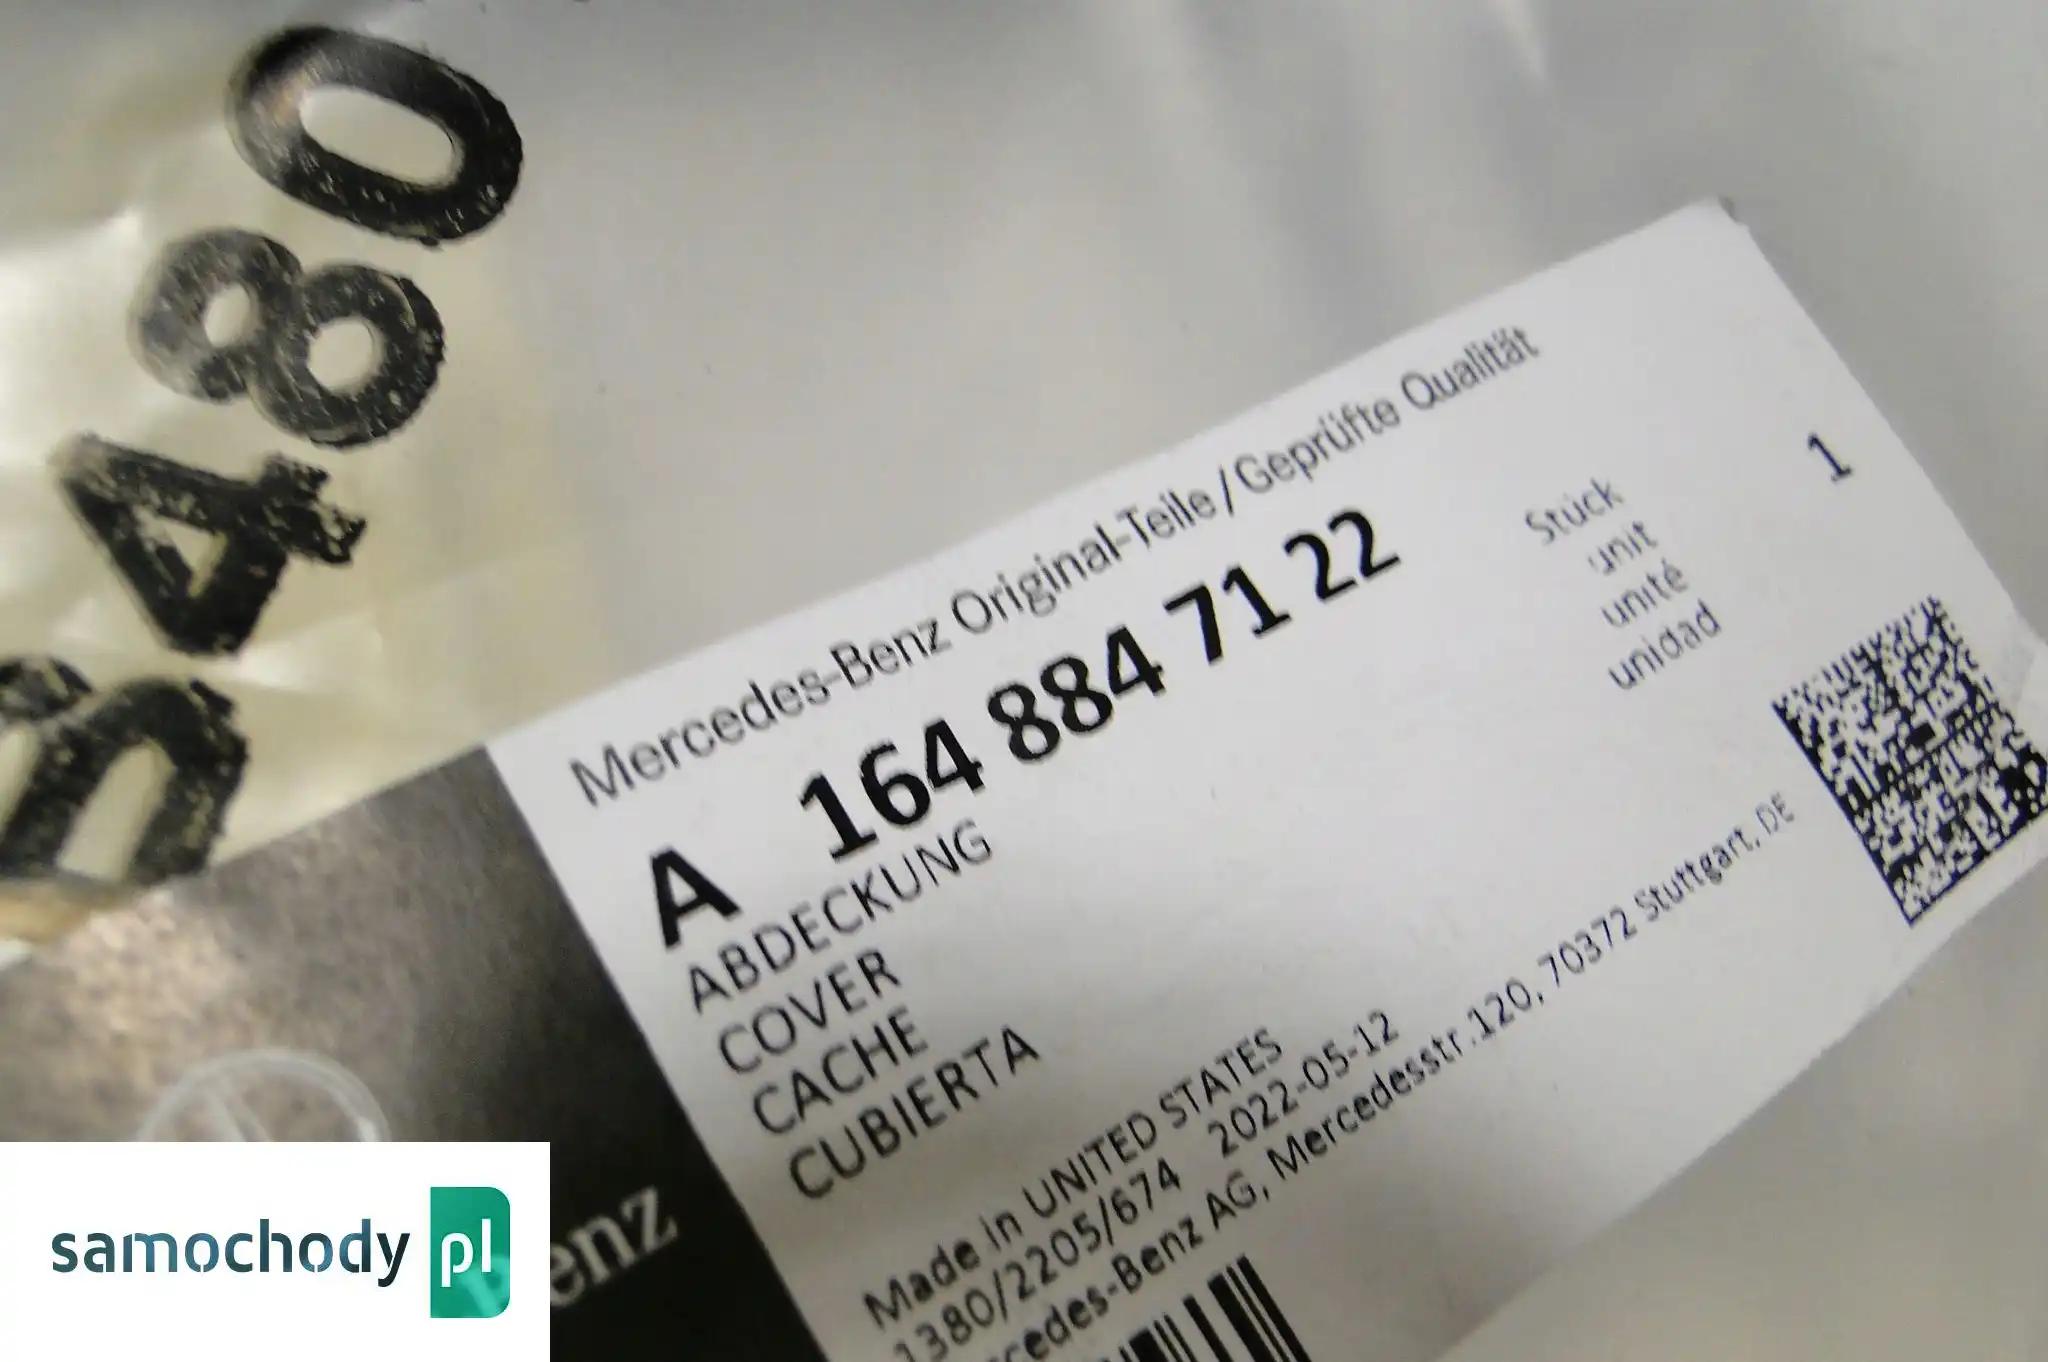 480
Mercedes-Benz Original-Teile/Geprüfte Qualität
A 164 884 71 22
Stück 1
unit
unité
unidad
ABDECKUNG
COVER
CACHE
CUBIERTA
Made in UNITED STATES
1380/2205/674 2022-05-12
Mercedes-Benz AG, Mercedesstr.120, 70372 Stuttgart, DE
enz
samochody pl